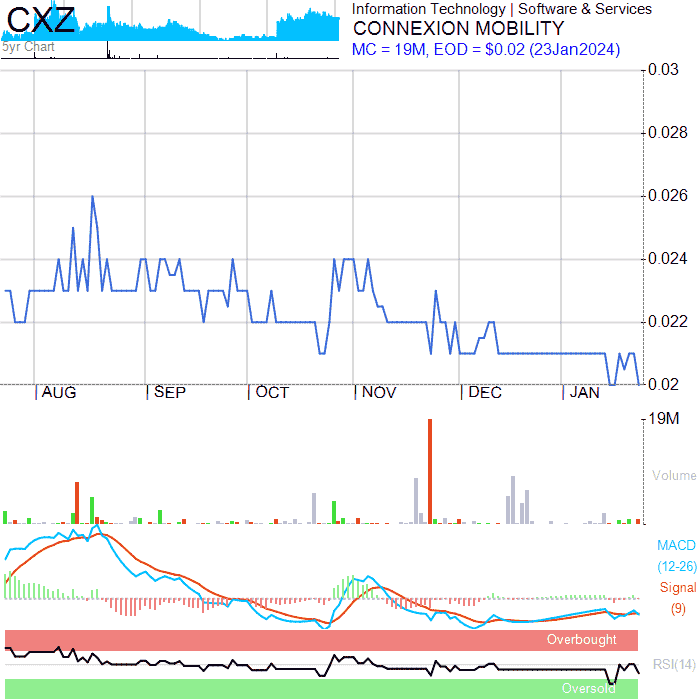 CXZ
5yr Chart
Information Technology | Software & Services
CONNEXION MOBILITY
MC = 19M, EOD = $0.02 (23Jan2024)
0.03
0.028
0.026
0.024
0.022
0.02
AUG SEP OCT NOV DEC JAN
19M
Volume
MACD
(12-26)
Signal
(9)
Overbought
RSI(14)
Oversold